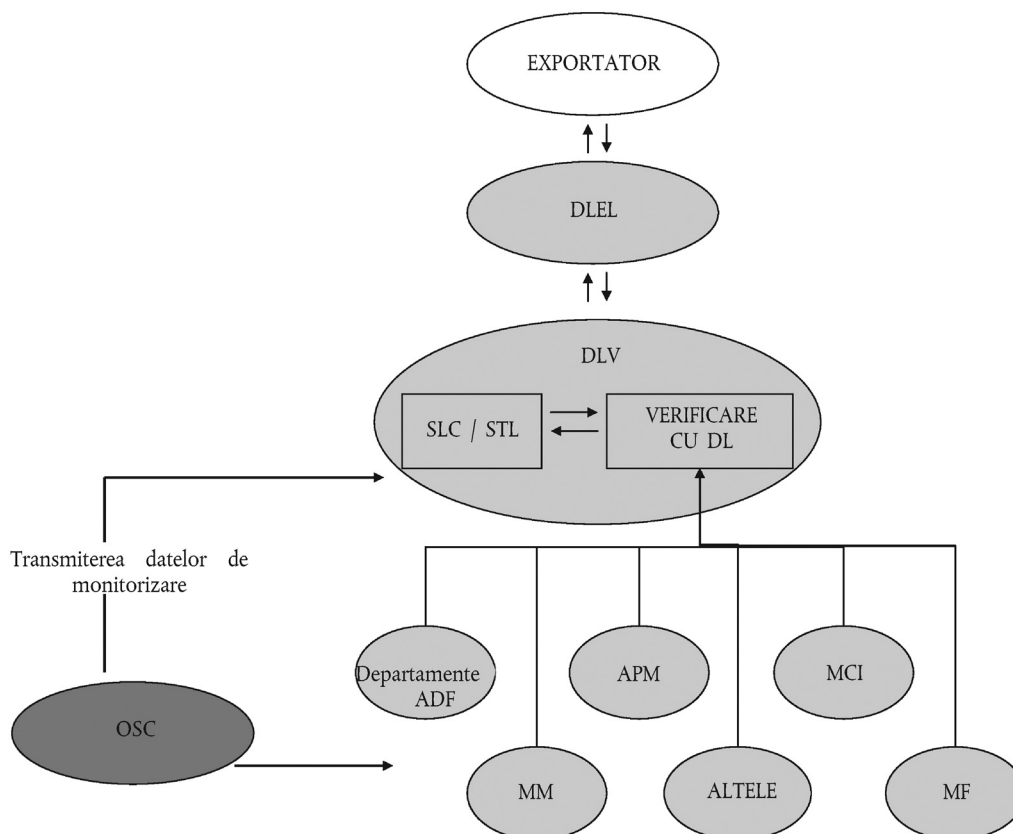 EXPORTATOR
DLEL
DLV
SLC / STL
VERIFICARE
CU DL
Transmiterea datelor de
monitorizare
Departamente
ADF
APM
MCI
OSC
MM
ALTELE
MF